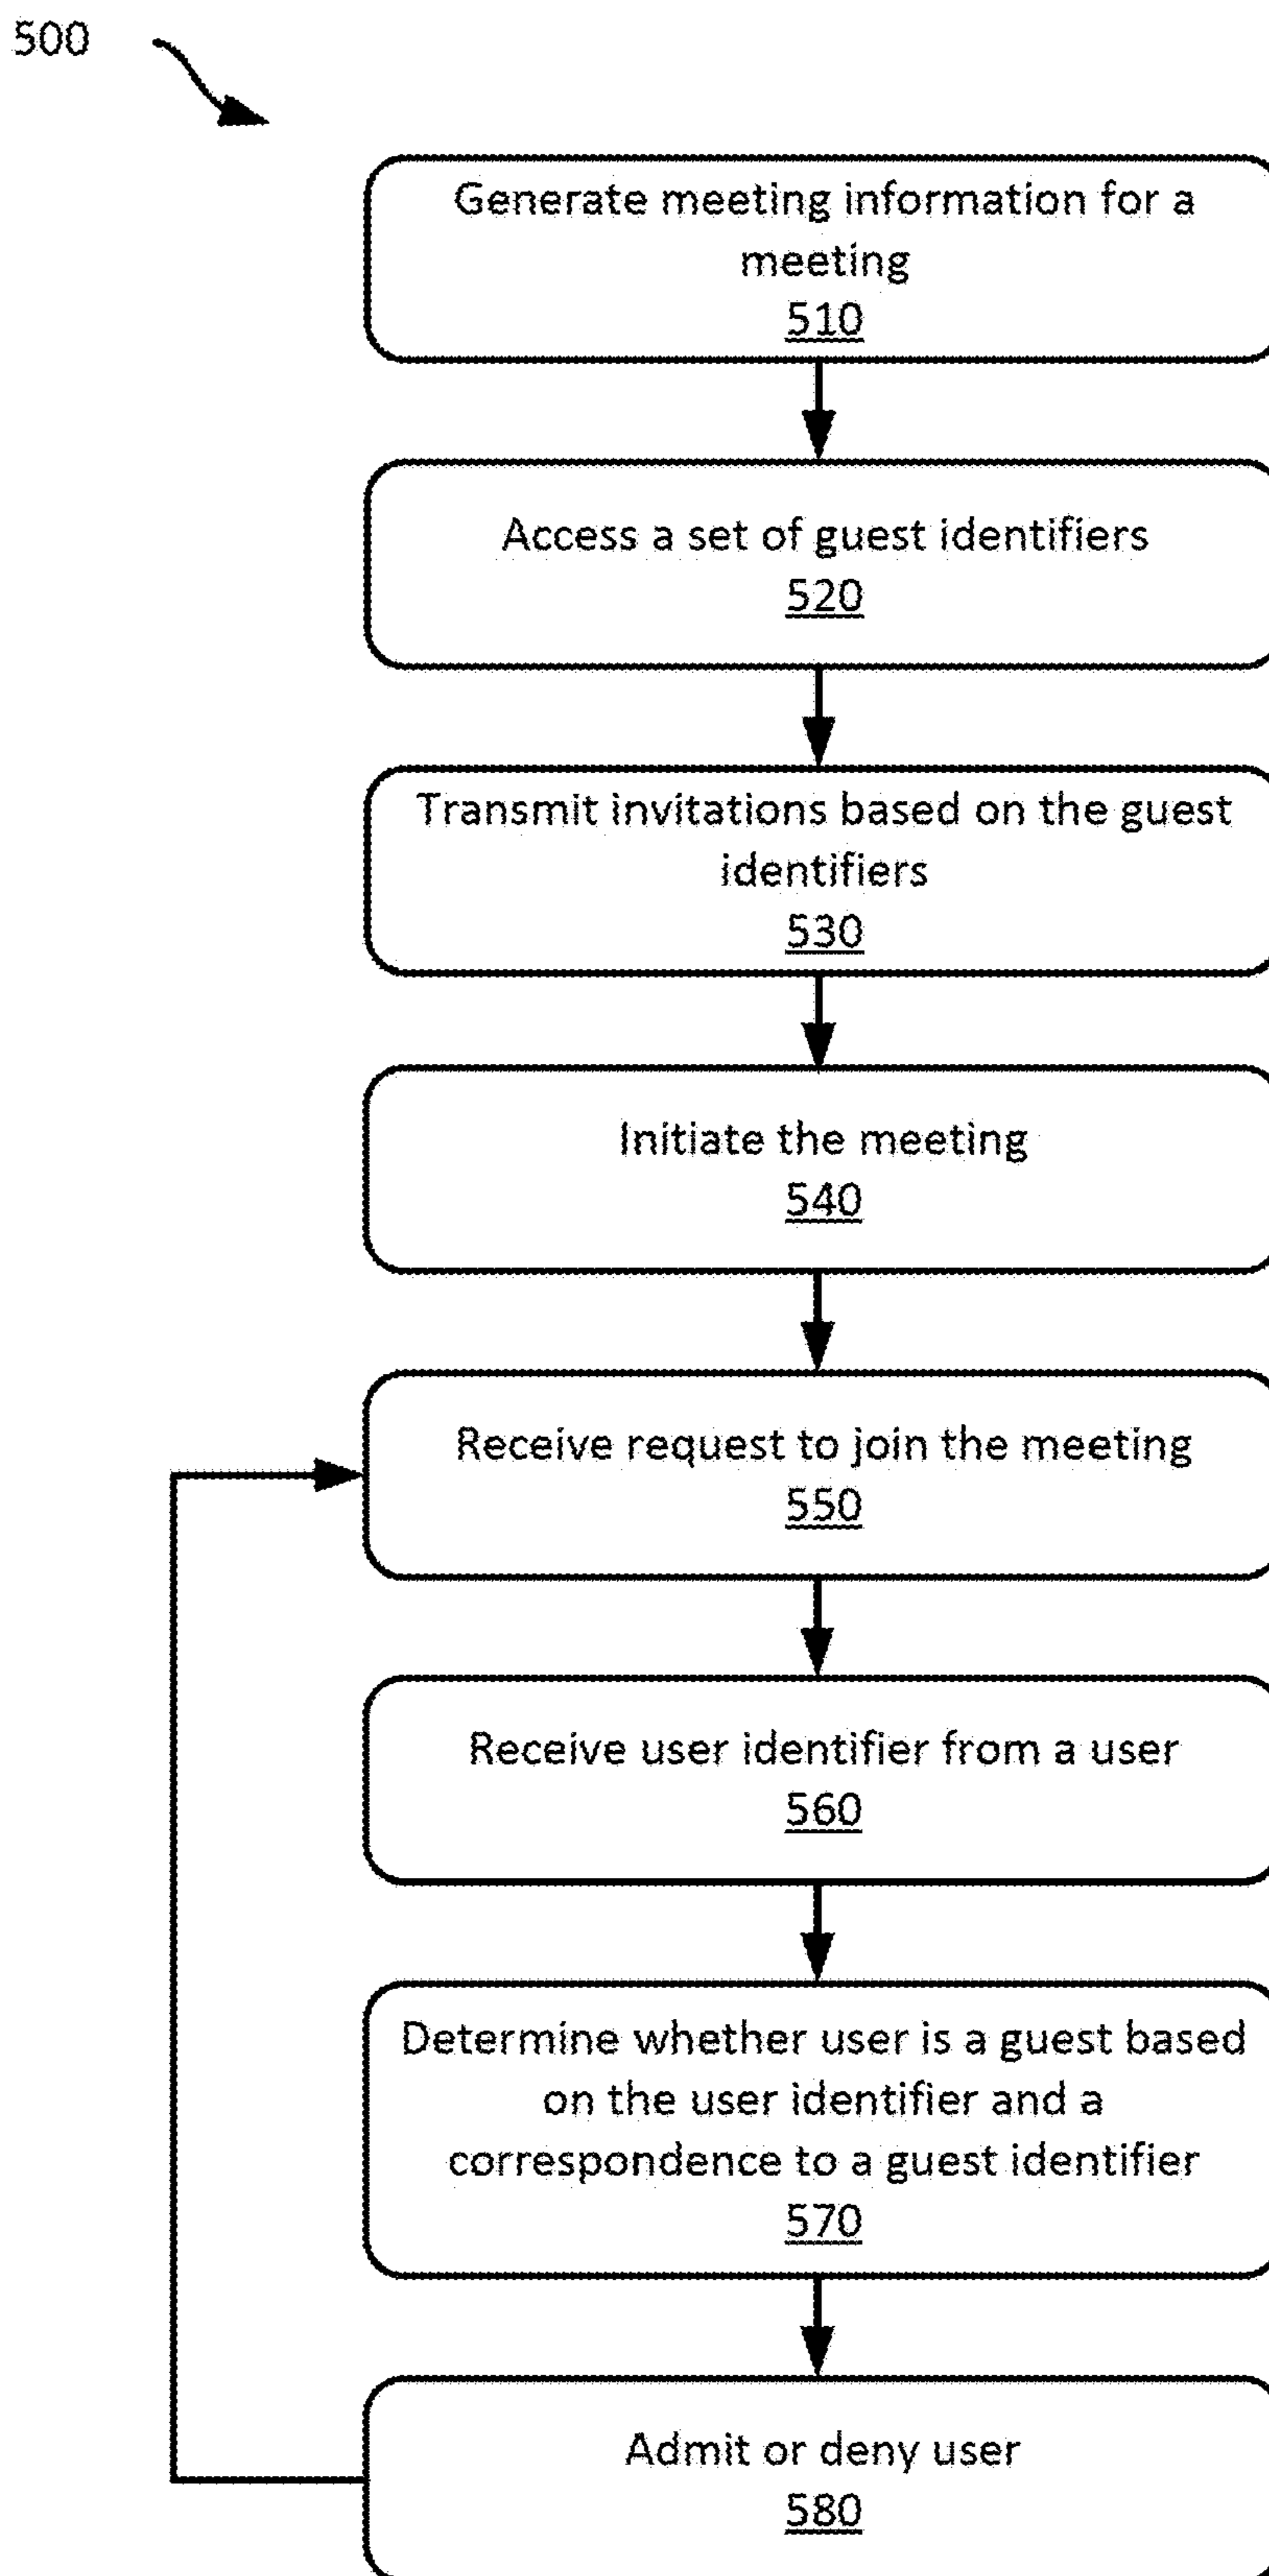 500
Generate meeting information for a
meeting
510
Access a set of guest identifiers
520
Transmit invitations based on the guest
identifiers
530
Initiate the meeting
540
Receive request to join the meeting
550
Receive user identifier from a user
560
Determine whether user is a guest based
on the user identifier and a
correspondence to a guest identifier
570
Admit or deny user
580